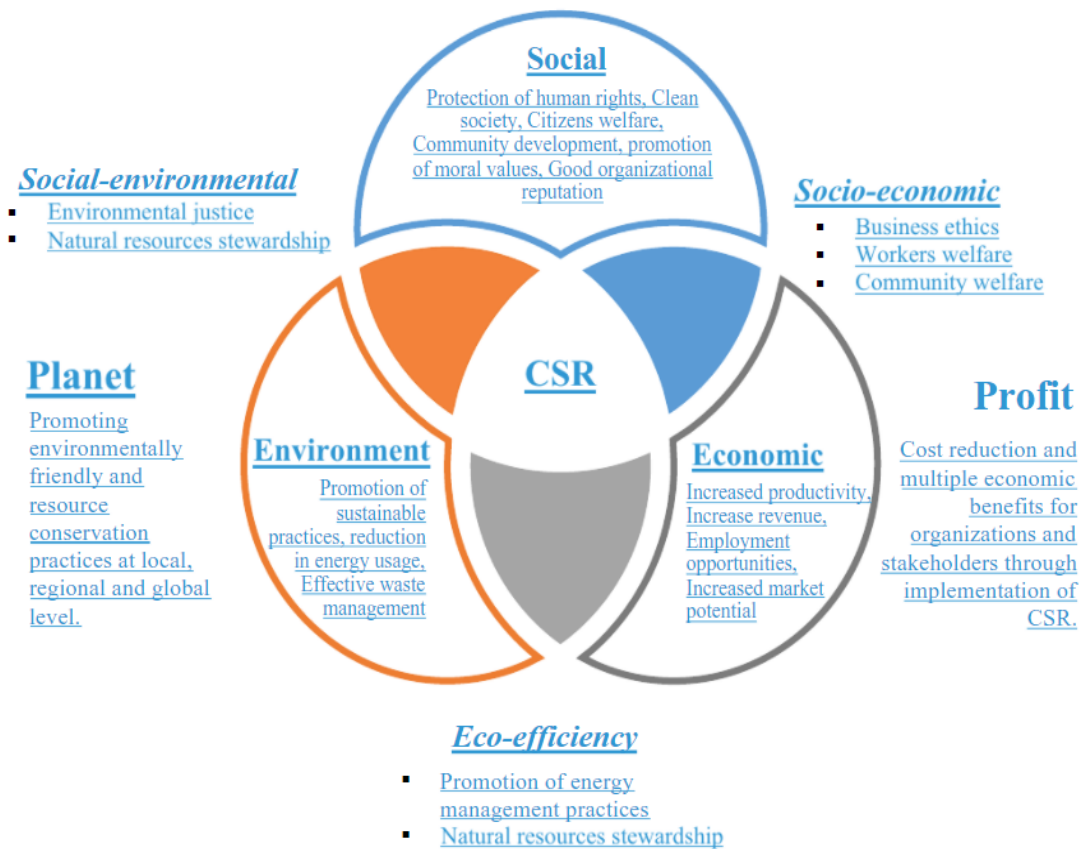 Social
Protection of human rights, Clean
society, Citizens welfare,
Community development, promotion
of moral values, Good organizational
reputation
Social-environmental
▪ Environmental justice
▪ Natural resources stewardship
Socio-economic
▪ Business ethics
▪ Workers welfare
▪ Community welfare
Planet
Promoting
environmentally
friendly and
resource
conservation
practices at local,
regional and global
level.
CSR
Environment
Promotion of
sustainable
practices, reduction
in energy usage,
Effective waste
management
Economic
Increased productivity,
Increase revenue,
Employment
opportunities,
Increased market
potential
Profit
Cost reduction and
multiple economic
benefits for
organizations and
stakeholders through
implementation of
CSR.
Eco-efficiency
▪ Promotion of energy
management practices
▪ Natural resources stewardship